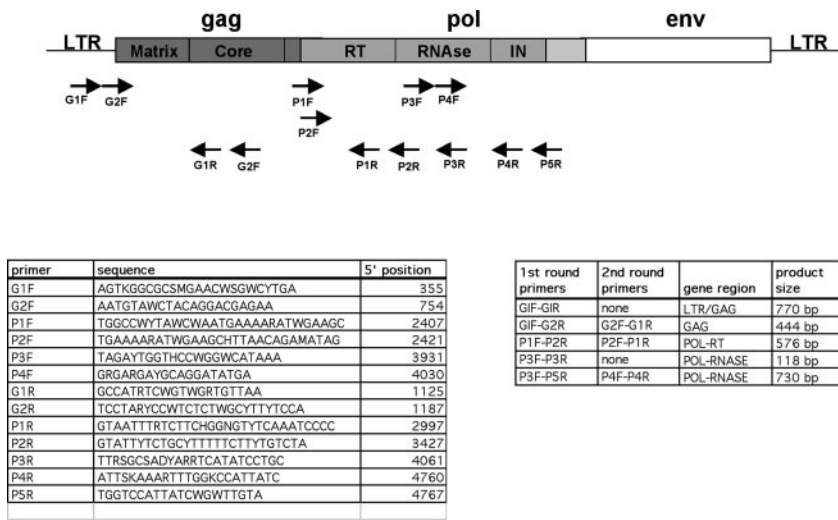 gag pol env
LTR Matrix Core RT RNAse IN LTR
G1F G2F P1F P3F P4F
P2F
G1R G2F P1R P2R P3R P4R P5R
primer sequence 5' position
G1F AGTKGGCGCSMGAACWSGWCYTGA 355
G2F AATGTAWCTACAGGACGAGAA 754
P1F TGGCCWYTAWCWAATGAAAARATWGAAGC 2407
P2F TGAAAARATWGAAGCHTTAACAGAMATAG 2421
P3F TAGAYTGGTHCCWGGWCATAAA 3931
P4F GRGARGAYGCAGGATATGA 4030
G1R GCCATRTCWGTWGRTGTTAA 1125
G2R TCCTARYCCWTCTCTWGCYTTYTCCA 1187
P1R GTAATTTRTCTTCHGGNGTYTCAAATCCCC 2997
P2R GTATTYTCTGCYTTTTTCTTYTGTCTA 3427
P3R TTRSGCSADYARRTCATATCCTGC 4061
P4R ATTSKAAARTTTGGKCCATTATC 4760
P5R TGGTCCATTATCWGWTTGTA 4767
1st round primers 2nd round primers gene region product size
GIF-GIR none LTR/GAG 770 bp
GIF-G2R G2F-G1R GAG 444 bp
P1F-P2R P2F-P1R POL-RT 576 bp
P3F-P3R none POL-RNASE 118 bp
P3F-P5R P4F-P4R POL-RNASE 730 bp